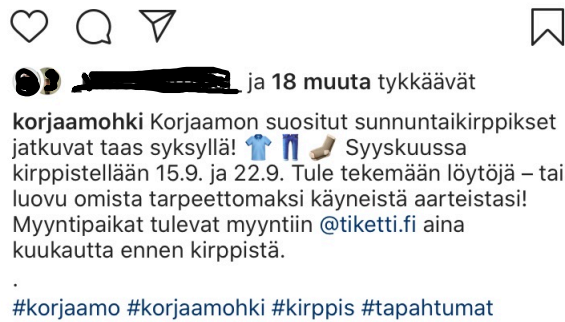 ja 18 muuta tykkäävät
korjaamohki Korjaamon suositut sunnuntaikirppikset
jatkuvat taas syksyllä! 👕👖🧦 Syyskuussa
kirppistellään 15.9. ja 22.9. Tule tekemään löytöjä – tai
luovu omista tarpeettomaksi käyneistä aarteistasi!
Myyntipaikat tulevat myyntiin @tiketti.fi aina
kuukautta ennen kirppistä.
.
#korjaamo #korjaamohki #kirppis #tapahtumat